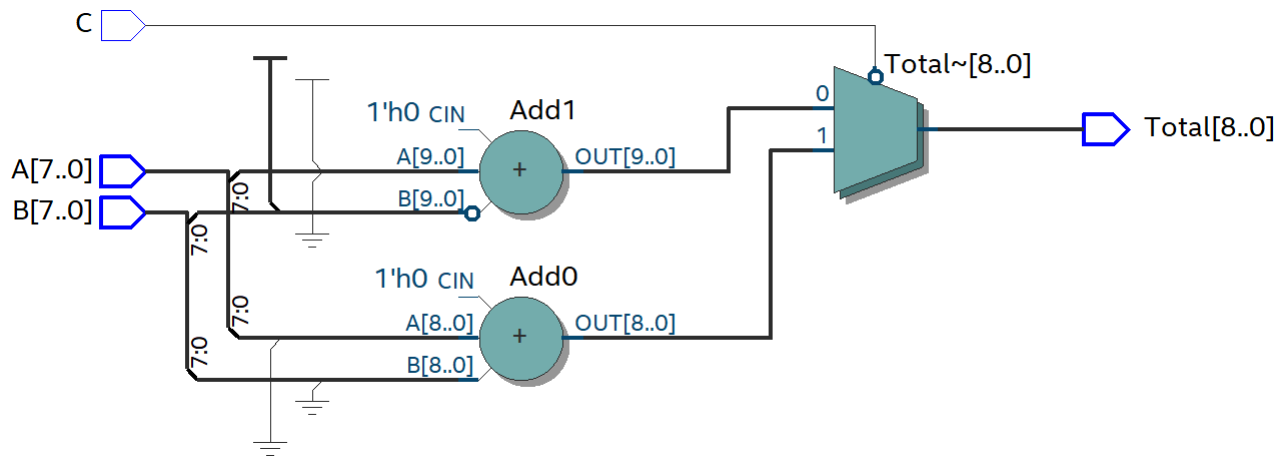 C
Total~[8..0]
0
1'h0 CIN
Add1
1
Total[8..0]
A[7..0]
A[9..0]
+
OUT[9..0]
7:0
B[7..0]
B[9..0]
7:0
1'h0 CIN
Add0
7:0
A[8..0]
+
OUT[8..0]
7:0
B[8..0]